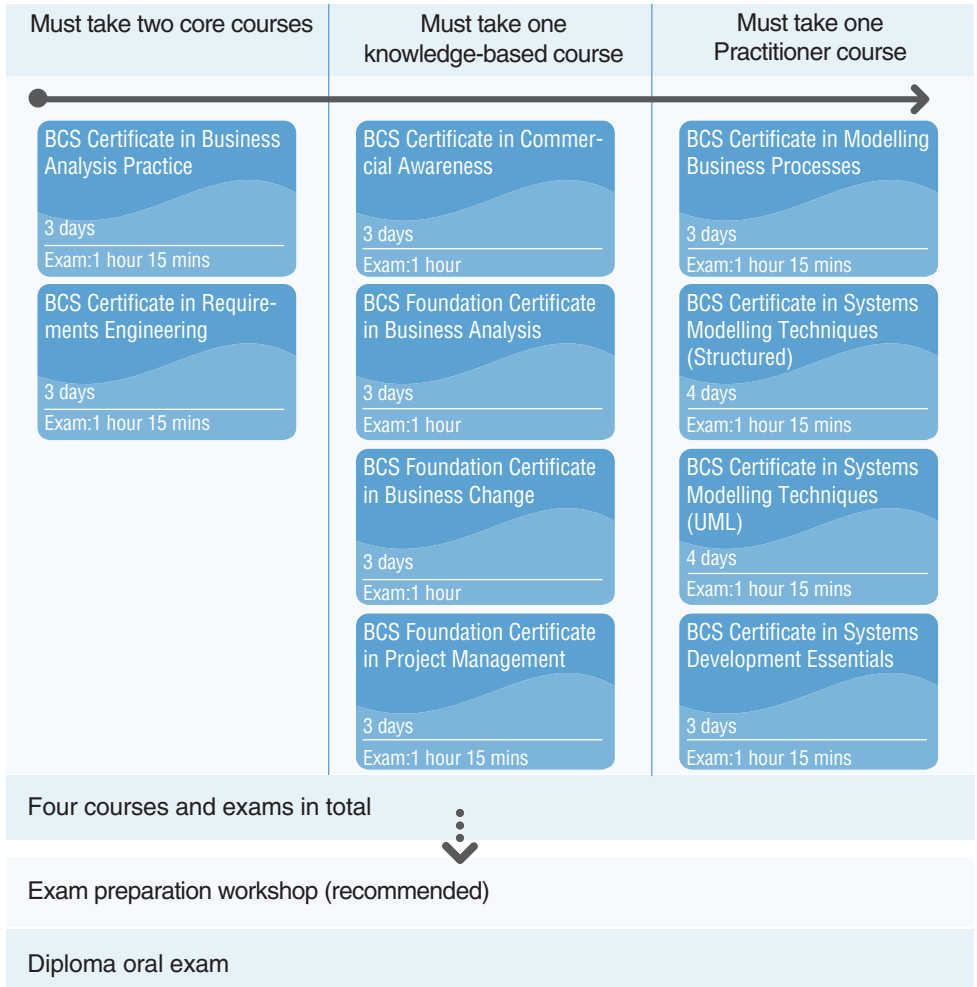 Must take two core courses
Must take one
knowledge-based course
Must take one
Practitioner course
BCS Certificate in Business
Analysis Practice
3 days
Exam:1 hour 15 mins
BCS Certificate in Require-
ments Engineering
3 days
Exam:1 hour 15 mins
BCS Certificate in Commer-
cial Awareness
3 days
Exam:1 hour
BCS Foundation Certificate
in Business Analysis
3 days
Exam:1 hour
BCS Foundation Certificate
in Business Change
3 days
Exam:1 hour
BCS Foundation Certificate
in Project Management
3 days
Exam:1 hour 15 mins
BCS Certificate in Modelling
Business Processes
3 days
Exam:1 hour 15 mins
BCS Certificate in Systems
Modelling Techniques
(Structured)
4 days
Exam:1 hour 15 mins
BCS Certificate in Systems
Modelling Techniques
(UML)
4 days
Exam:1 hour 15 mins
BCS Certificate in Systems
Development Essentials
3 days
Exam:1 hour 15 mins
Four courses and exams in total
Exam preparation workshop (recommended)
Diploma oral exam